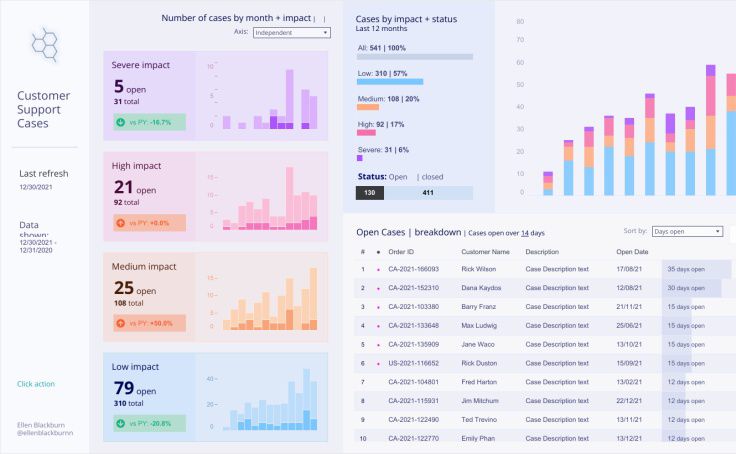 Customer
Support
Cases
Last refresh
12/30/2021
Data
shown:
12/30/2021 -
12/31/2020
Click action
Ellen Blackburn
@ellenblackburnn
Number of cases by month + impact | |
Axis: Independent
Severe impact
5 open
31 total
vs PY: -16.7%
10
5
0
High impact
21 open
92 total
vs PY: +0.0%
15
10
5
0
Medium impact
25 open
108 total
vs PY: +50.0%
15
10
5
0
Low impact
79 open
310 total
vs PY: -20.8%
40
20
0
Cases by impact + status
Last 12 months
All: 541 | 100%
Low: 310 | 57%
Medium: 108 | 20%
High: 92 | 17%
Severe: 31 | 6%
Status: Open | closed
130 411
80
70
60
50
40
30
20
10
0
Open Cases | breakdown | Cases open over 14 days
Sort by: Days open
# Order ID Customer Name Description Open Date
1 CA-2021-166093 Rick Wilson Case Description text 17/08/21 35 days open
2 CA-2021-152310 Dana Kaydos Case Description text 12/08/21 30 days open
3 CA-2021-103380 Barry Franz Case Description text 21/11/21 15 days open
4 CA-2021-133648 Max Ludwig Case Description text 25/06/21 15 days open
5 CA-2021-135909 Jane Waco Case Description text 13/10/21 15 days open
6 US-2021-116652 Rick Duston Case Description text 15/09/21 15 days open
7 CA-2021-104801 Fred Harton Case Description text 13/02/21 12 days open
8 CA-2021-115931 Jim Mitchum Case Description text 22/12/21 12 days open
9 CA-2021-122490 Ted Trevino Case Description text 13/11/21 12 days open
10 CA-2021-122770 Emily Phan Case Description text 13/12/21 12 days open